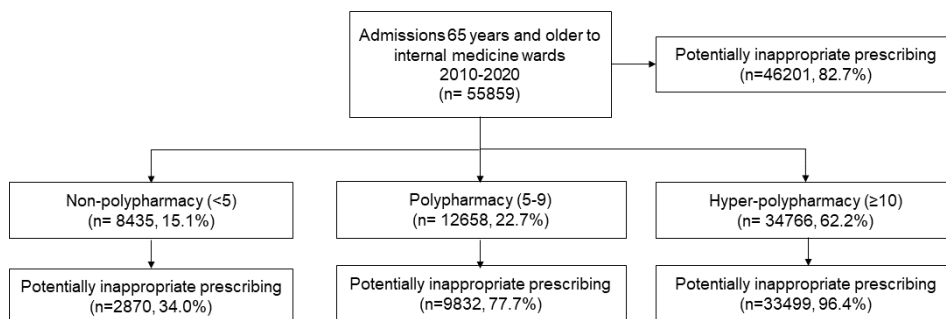 Admissions 65 years and older to
internal medicine wards
2010-2020
(n= 55859)
Potentially inappropriate prescribing
(n=46201, 82.7%)
Non-polypharmacy (<5)
(n= 8435, 15.1%)
Polypharmacy (5-9)
(n= 12658, 22.7%)
Hyper-polypharmacy (≥10)
(n= 34766, 62.2%)
Potentially inappropriate prescribing
(n=2870, 34.0%)
Potentially inappropriate prescribing
(n=9832, 77.7%)
Potentially inappropriate prescribing
(n=33499, 96.4%)